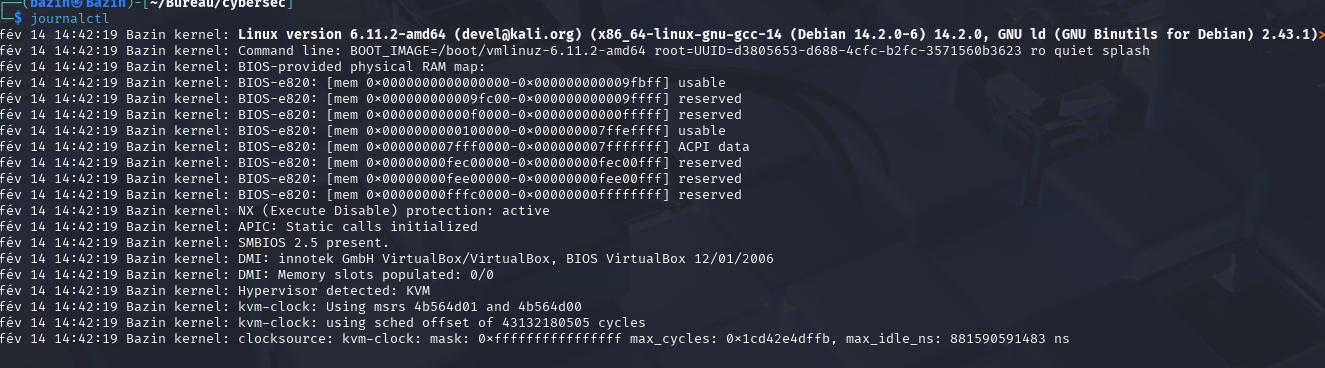 ┌──(bazin㉿Bazin)-[~/Bureau/cybersec]
└─$ journalctl
fév 14 14:42:19 Bazin kernel: Linux version 6.11.2-amd64 (devel@kali.org) (x86_64-linux-gnu-gcc-14 (Debian 14.2.0-6) 14.2.0, GNU ld (GNU Binutils for Debian) 2.43.1)>
fév 14 14:42:19 Bazin kernel: Command line: BOOT_IMAGE=/boot/vmlinuz-6.11.2-amd64 root=UUID=d3805653-d688-4cfc-b2fc-3571560b3623 ro quiet splash
fév 14 14:42:19 Bazin kernel: BIOS-provided physical RAM map:
fév 14 14:42:19 Bazin kernel: BIOS-e820: [mem 0x0000000000000000-0x000000000009fbff] usable
fév 14 14:42:19 Bazin kernel: BIOS-e820: [mem 0x000000000009fc00-0x000000000009ffff] reserved
fév 14 14:42:19 Bazin kernel: BIOS-e820: [mem 0x00000000000f0000-0x00000000000fffff] reserved
fév 14 14:42:19 Bazin kernel: BIOS-e820: [mem 0x0000000000100000-0x000000007ffeffff] usable
fév 14 14:42:19 Bazin kernel: BIOS-e820: [mem 0x000000007fff0000-0x000000007fffffff] ACPI data
fév 14 14:42:19 Bazin kernel: BIOS-e820: [mem 0x00000000fec00000-0x00000000fec00fff] reserved
fév 14 14:42:19 Bazin kernel: BIOS-e820: [mem 0x00000000fee00000-0x00000000fee00fff] reserved
fév 14 14:42:19 Bazin kernel: BIOS-e820: [mem 0x00000000fffc0000-0x00000000ffffffff] reserved
fév 14 14:42:19 Bazin kernel: NX (Execute Disable) protection: active
fév 14 14:42:19 Bazin kernel: APIC: Static calls initialized
fév 14 14:42:19 Bazin kernel: SMBIOS 2.5 present.
fév 14 14:42:19 Bazin kernel: DMI: innotek GmbH VirtualBox/VirtualBox, BIOS VirtualBox 12/01/2006
fév 14 14:42:19 Bazin kernel: DMI: Memory slots populated: 0/0
fév 14 14:42:19 Bazin kernel: Hypervisor detected: KVM
fév 14 14:42:19 Bazin kernel: kvm-clock: Using msrs 4b564d01 and 4b564d00
fév 14 14:42:19 Bazin kernel: kvm-clock: using sched offset of 43132180505 cycles
fév 14 14:42:19 Bazin kernel: clocksource: kvm-clock: mask: 0xffffffffffffffff max_cycles: 0x1cd42e4dffb, max_idle_ns: 881590591483 ns